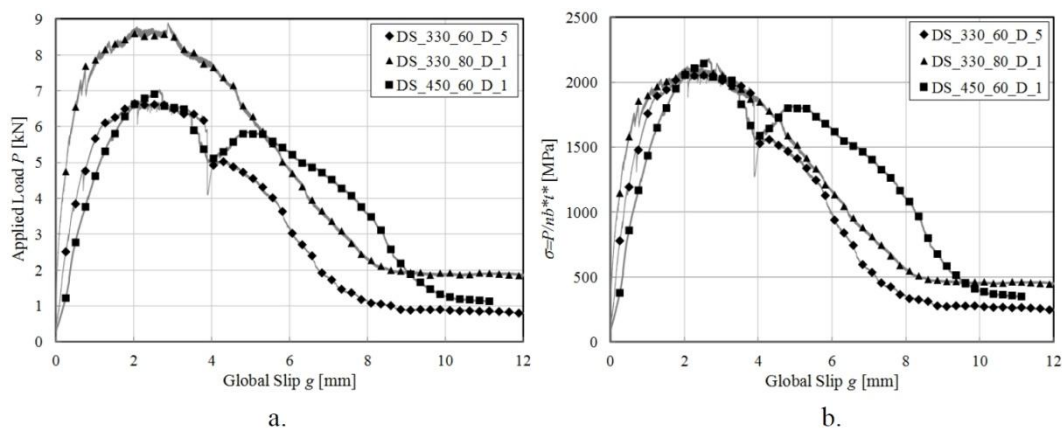 9
8
7
6
5
4
3
2
1
0
0 2 4 6 8 10 12
Applied Load P [kN]
Global Slip g [mm]
DS_330_60_D_5
DS_330_80_D_1
DS_450_60_D_1
a.
2500
2000
1500
1000
500
0
0 2 4 6 8 10 12
σ=P/nb*t* [MPa]
Global Slip g [mm]
DS_330_60_D_5
DS_330_80_D_1
DS_450_60_D_1
b.